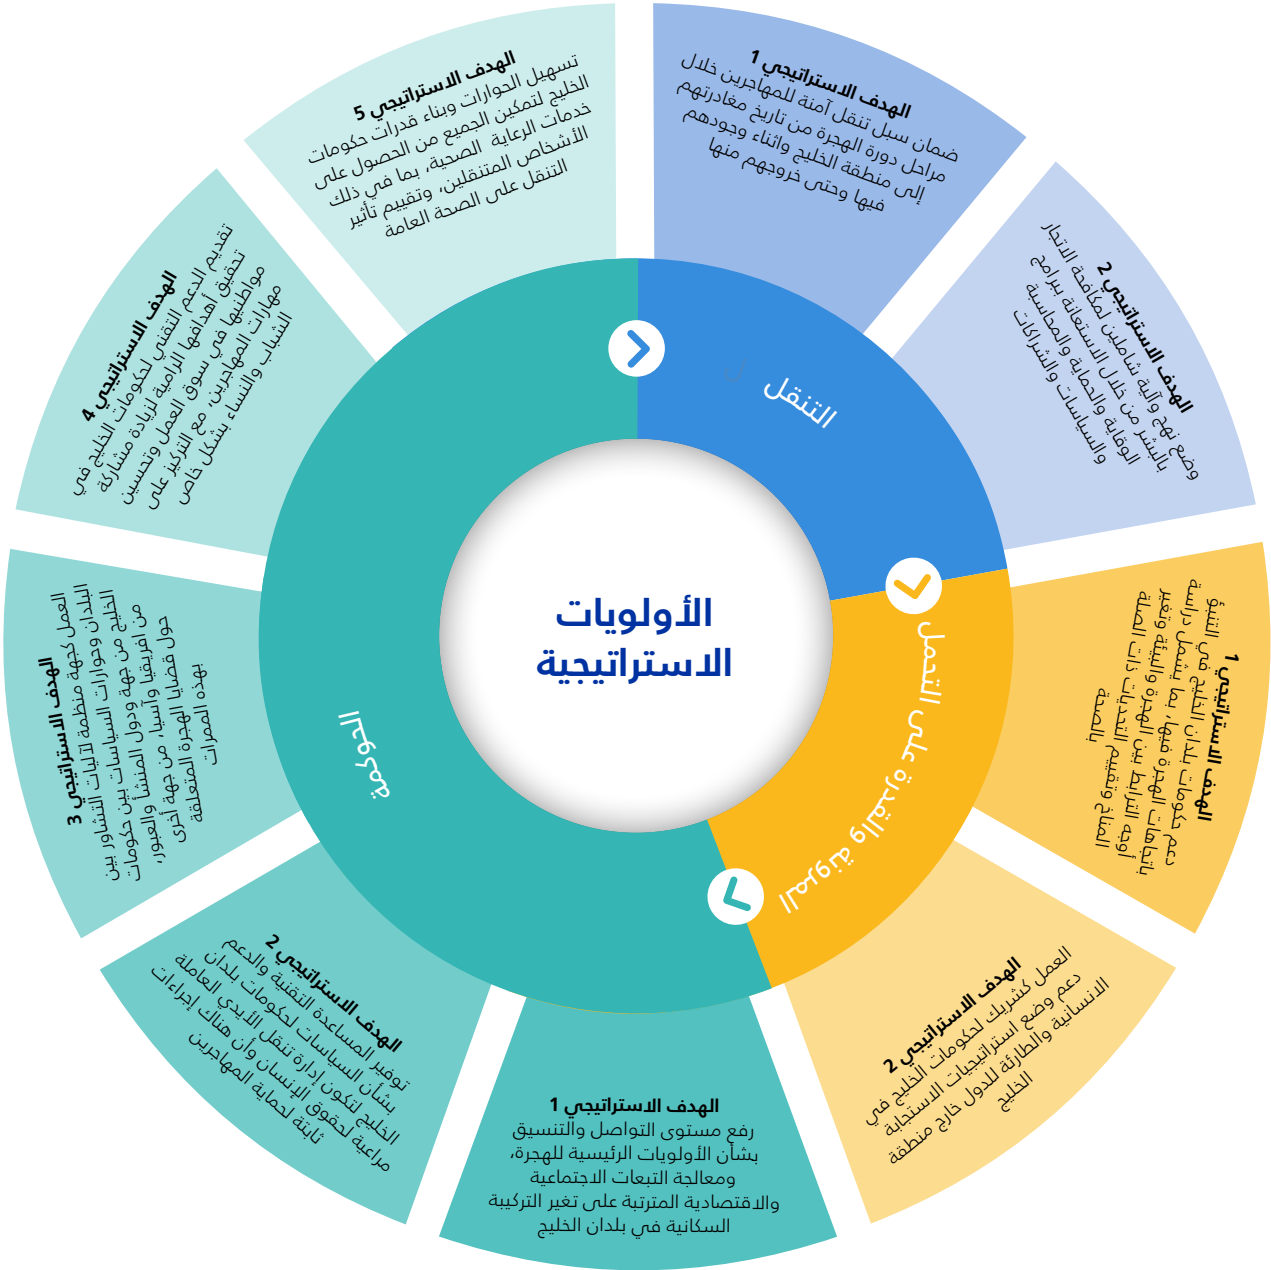 الأولويات
الاستراتيجية
التنقل
الهدف الاستراتيجي 1
ضمان سبل تنقل آمنة للمهاجرين خلال
مراحل دورة الهجرة من تاريخ مغادرتهم
إلى منطقة الخليج واثناء وجودهم
فيها وحتى خروجهم منها
الهدف الاستراتيجي 2
وضع نهج وآلية شاملين لمكافحة الاتجار
بالبشر من خلال الاستعانة ببرامج
الوقاية والحماية والمحاسبة
والسياسات والشراكات
المرونة والقدرة على التحمل
الهدف الاستراتيجي 1
دعم حكومات بلدان الخليج في التنبؤ
باتجاهات الهجرة فيها، بما يشمل دراسة
أوجه الترابط بين الهجرة والبيئة وتغير
المناخ وتقييم التحديات ذات الصلة
بالصحة
الهدف الاستراتيجي 2
العمل كشريك لحكومات الخليج في
دعم وضع استراتيجيات الاستجابة
الانسانية والطارئة للدول خارج منطقة
الخليج
الحوكمة
الهدف الاستراتيجي 1
رفع مستوى التواصل والتنسيق
بشأن الأولويات الرئيسية للهجرة،
ومعالجة التبعات الاجتماعية
والاقتصادية المترتبة على تغير التركيبة
السكانية في بلدان الخليج
الهدف الاستراتيجي 2
توفير المساعدة التقنية والدعم
بشأن السياسات لحكومات بلدان
الخليج لتكون إدارة تنقل الأيدي العاملة
مراعية لحقوق الإنسان وأن هناك إجراءات
ثابتة لحماية المهاجرين
الهدف الاستراتيجي 3
العمل كجهة منظمة لآليات التشاور بين
البلدان وحوارات السياسات بين حكومات
الخليج من جهة ودول المنشأ والعبور،
من افريقيا وآسيا، من جهة أخرى
حول قضايا الهجرة المتعلقة
بهذه الممرات
الهدف الاستراتيجي 4
تقديم الدعم التقني لحكومات الخليج في
تحقيق أهدافها الرامية لزيادة مشاركة
مواطنيها في سوق العمل وتحسين
مهارات المهاجرين، مع التركيز على
الشباب والنساء بشكل خاص
الهدف الاستراتيجي 5
تسهيل الحوارات وبناء قدرات حكومات
الخليج لتمكين الجميع من الحصول على
خدمات الرعاية الصحية، بما في ذلك
الأشخاص المتنقلين، وتقييم تأثير
التنقل على الصحة العامة